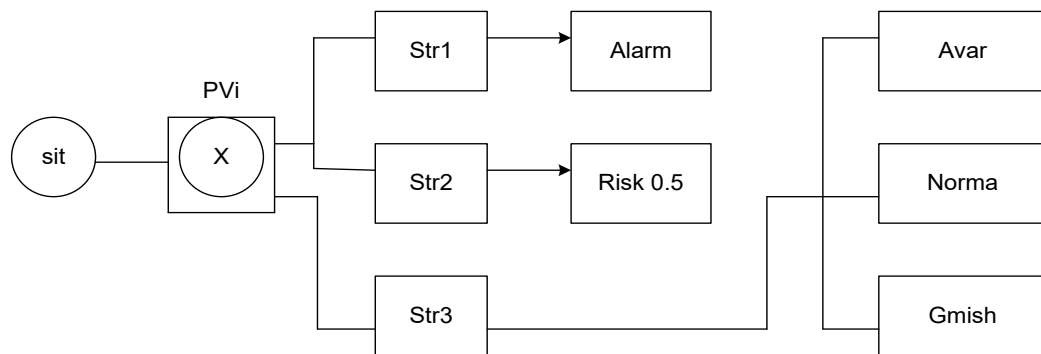 Str1
Alarm
Avar
PVi
sit
X
Str2
Risk 0.5
Norma
Str3
Gmish